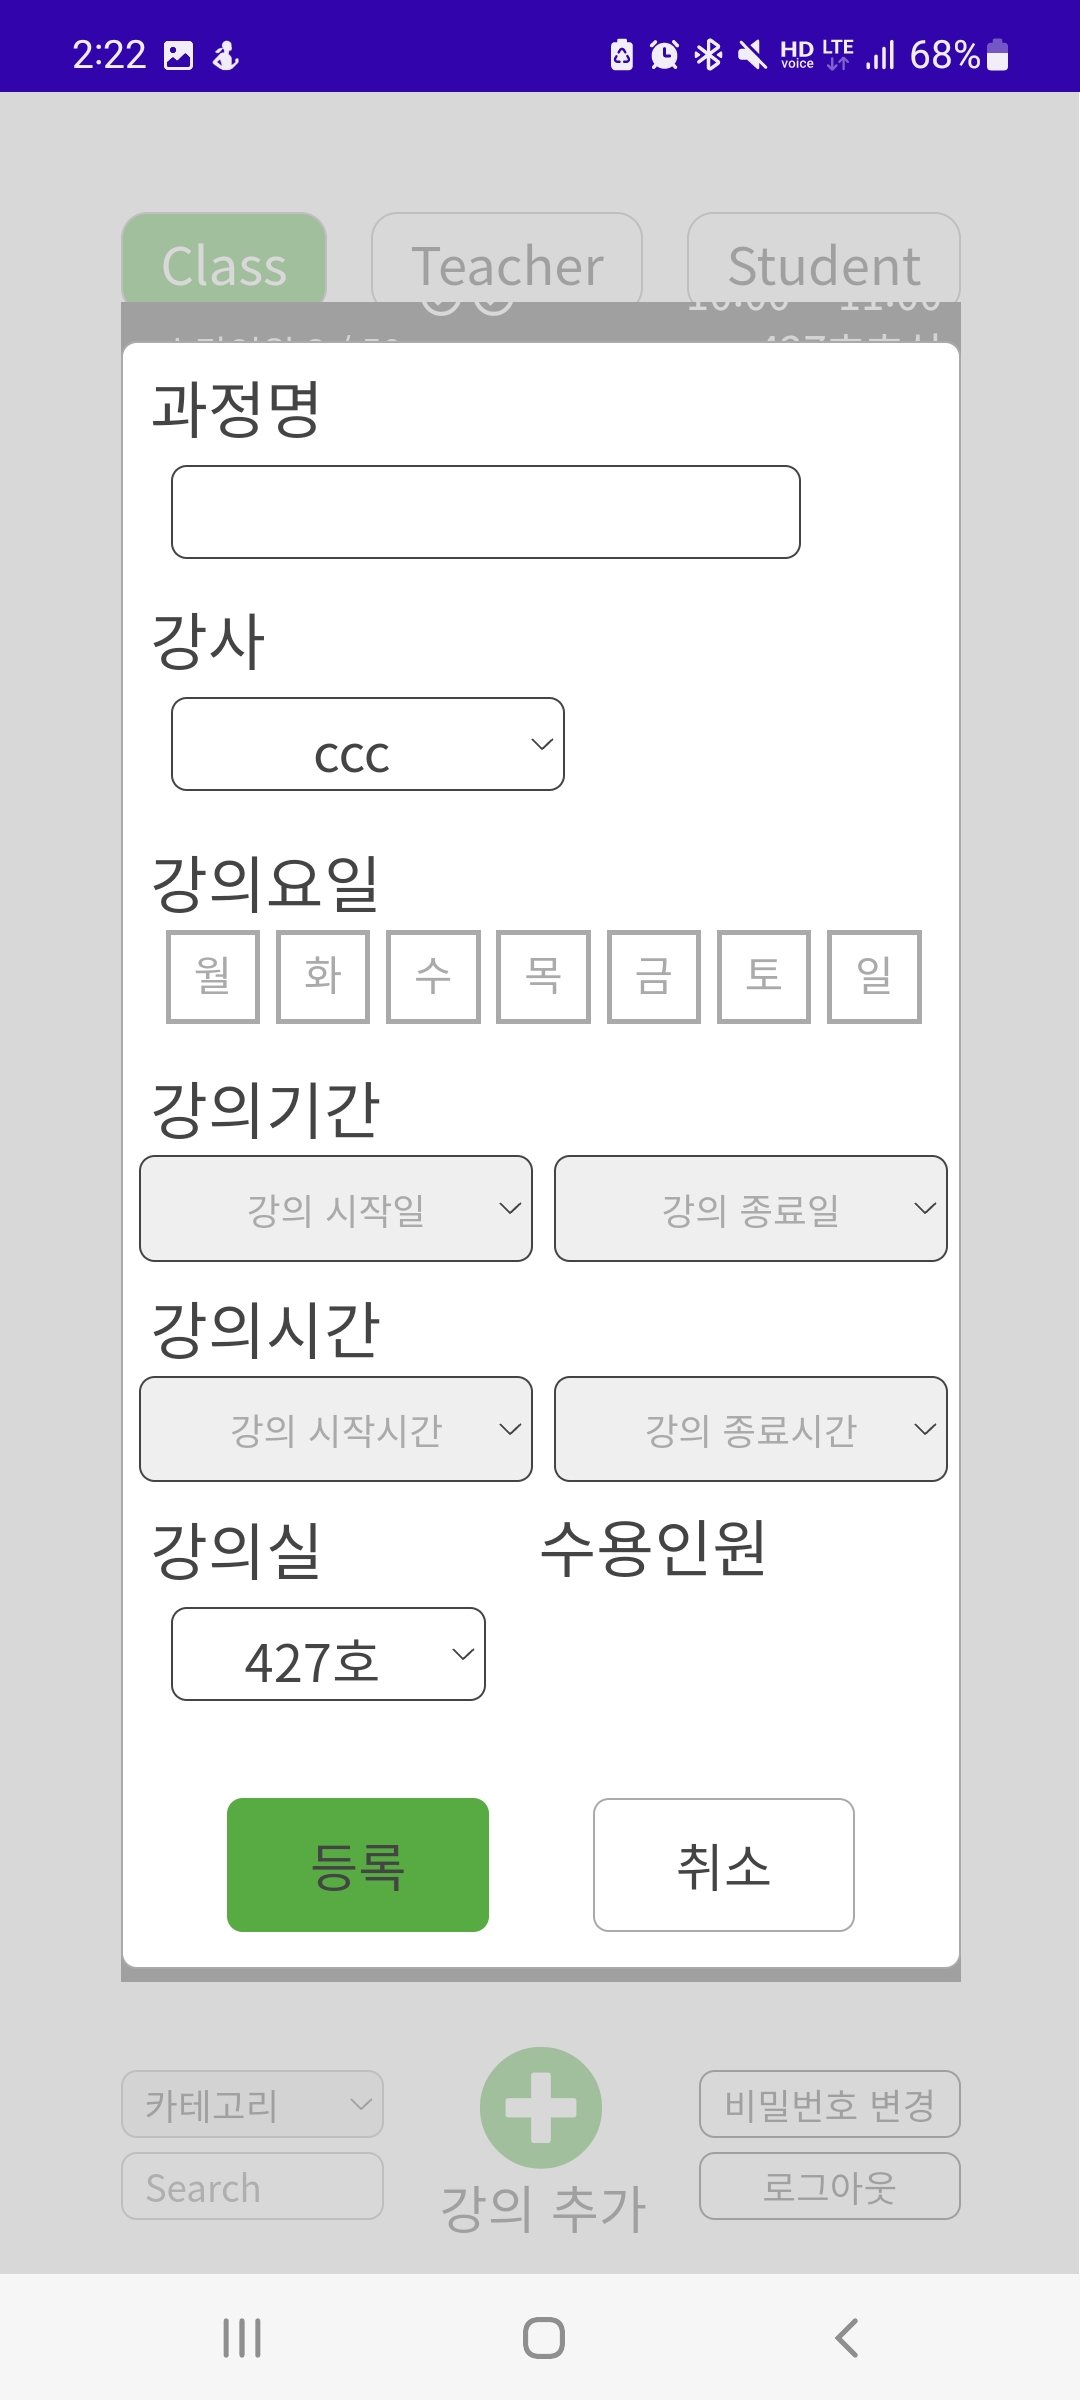 2:22 HD voice LTE 68%
Class Teacher Student
과정명
강사
ccc
강의요일
월 화 수 목 금 토 일
강의기간
강의 시작일 강의 종료일
강의시간
강의 시작시간 강의 종료시간
강의실 수용인원
427호
등록 취소
카테고리 비밀번호 변경
Search 로그아웃
강의 추가